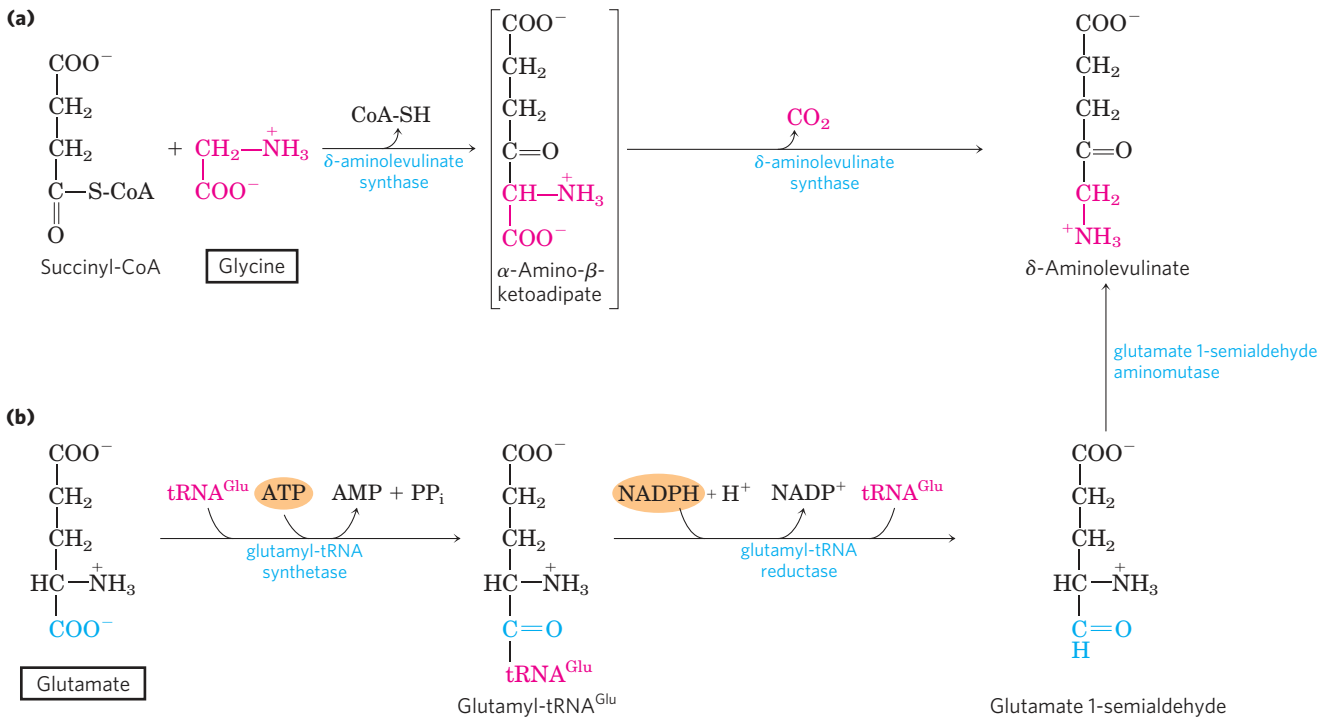 (a)
COO⁻
CH₂
CH₂
C—S-CoA
O
Succinyl-CoA
+
CH₂—NH₃
+
COO⁻
Glycine
CoA-SH
δ-aminolevulinate
synthase
COO⁻
CH₂
CH₂
C=O
CH—NH₃
+
COO⁻
α-Amino-β-
ketoadipate
CO₂
δ-aminolevulinate
synthase
COO⁻
CH₂
CH₂
C=O
CH₂
⁺NH₃
δ-Aminolevulinate
glutamate 1-semialdehyde
aminomutase
(b)
COO⁻
CH₂
CH₂
HC—NH₃
+
COO⁻
Glutamate
tRNA^Glu ATP AMP + PPᵢ
glutamyl-tRNA
synthetase
COO⁻
CH₂
CH₂
HC—NH₃
+
C=O
tRNA^Glu
Glutamyl-tRNA^Glu
NADPH + H⁺ NADP⁺ tRNA^Glu
glutamyl-tRNA
reductase
COO⁻
CH₂
CH₂
HC—NH₃
+
C=O
H
Glutamate 1-semialdehyde